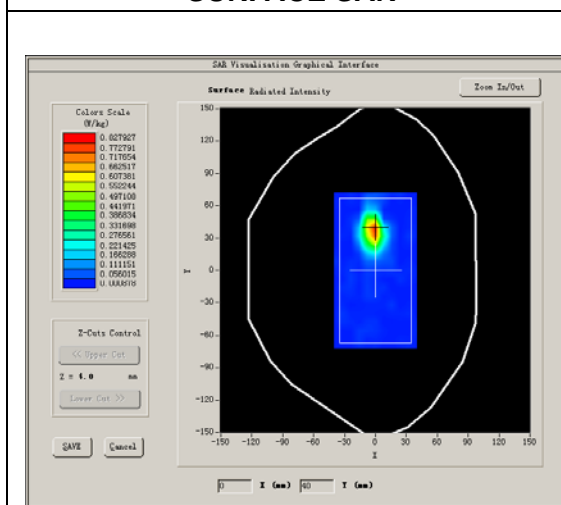 SURFACE SAR
SAR Visualisation Graphical Interface
Surface Radiated Intensity
Zoom In/Out
Colors Scale
(W/kg)
0.827927
0.772791
0.717654
0.662517
0.607381
0.552244
0.497108
0.441971
0.386834
0.331698
0.276561
0.221425
0.166288
0.111151
0.056015
0.000878
150
120
90
60
30
0
-30
-60
-90
-120
-150
Y
-150 -120 -90 -60 -30 0 30 60 90 120 150
X
Z-Cuts Control
<< Upper Cut
Z = 4.0 mm
Lower Cut >>
SAVE Cancel
0 X (mm) 40 Y (mm)